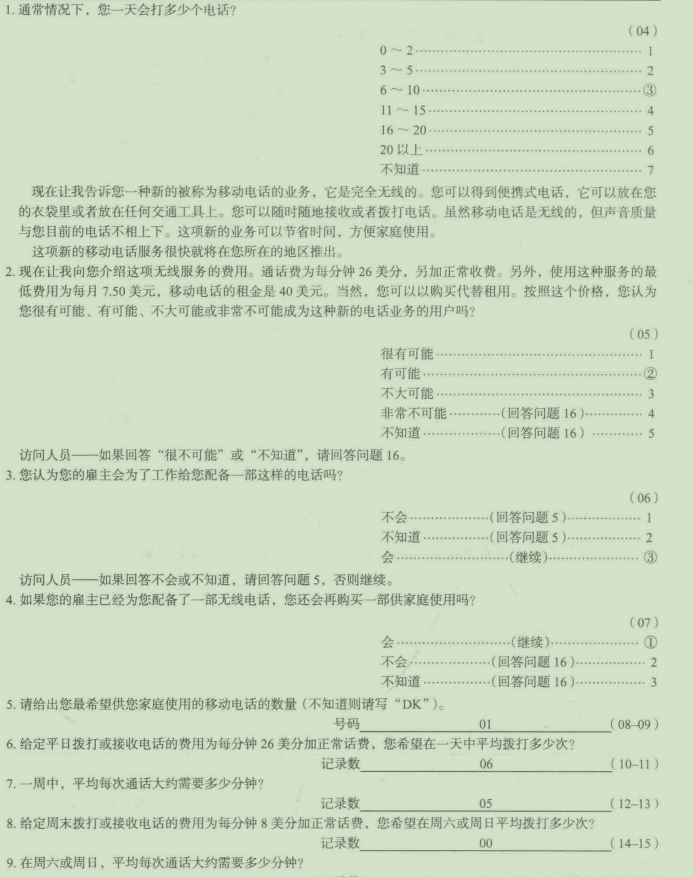 1. 通常情况下，您一天会打多少个电话？
（04）
0～2 …… 1
3～5 …… 2
6～10 …… ③
11～15 …… 4
16～20 …… 5
20 以上 …… 6
不知道 …… 7
现在让我告诉您一种新的被称为移动电话的业务，它是完全无线的。您可以得到便携式电话，它可以放在您
的衣袋里或者放在任何交通工具上。您可以随时随地接收或者拨打电话。虽然移动电话是无线的，但声音质量
与您目前的电话不相上下。这项新的业务可以节省时间，方便家庭使用。
这项新的移动电话服务很快就将在您所在的地区推出。
2. 现在让我向您介绍这项无线服务的费用。通话费为每分钟 26 美分，另加正常收费。另外，使用这种服务的最
低费用为每月 7.50 美元，移动电话的租金是 40 美元。当然，您可以以购买代替租用。按照这个价格，您认为
您很有可能、有可能、不大可能或非常不可能成为这种新的电话业务的用户吗？
（05）
很有可能 …… 1
有可能 …… ②
不大可能 …… 3
非常不可能 ……（回答问题 16）…… 4
不知道 ……（回答问题 16）…… 5
访问人员——如果回答“很不可能”或“不知道”，请回答问题 16。
3. 您认为您的雇主会为了工作给您配备一部这样的电话吗？
（06）
不会 ……（回答问题 5）…… 1
不知道 ……（回答问题 5）…… 2
会 ……（继续）…… ③
访问人员——如果回答不会或不知道，请回答问题 5，否则继续。
4. 如果您的雇主已经为您配备了一部无线电话，您还会再购买一部供家庭使用吗？
（07）
会 ……（继续）…… ①
不会 ……（回答问题 16）…… 2
不知道 ……（回答问题 16）…… 3
5. 请给出您最希望供您家庭使用的移动电话的数量（不知道则请写“DK”）。
号码 01 （08–09）
6. 给定平日拨打或接收电话的费用为每分钟 26 美分加正常话费，您希望在一天中平均拨打多少次？
记录数 06 （10–11）
7. 一周中，平均每次通话大约需要多少分钟？
记录数 05 （12–13）
8. 给定周末拨打或接收电话的费用为每分钟 8 美分加正常话费，您希望在周六或周日平均拨打多少次？
记录数 00 （14–15）
9. 在周六或周日，平均每次通话大约需要多少分钟？